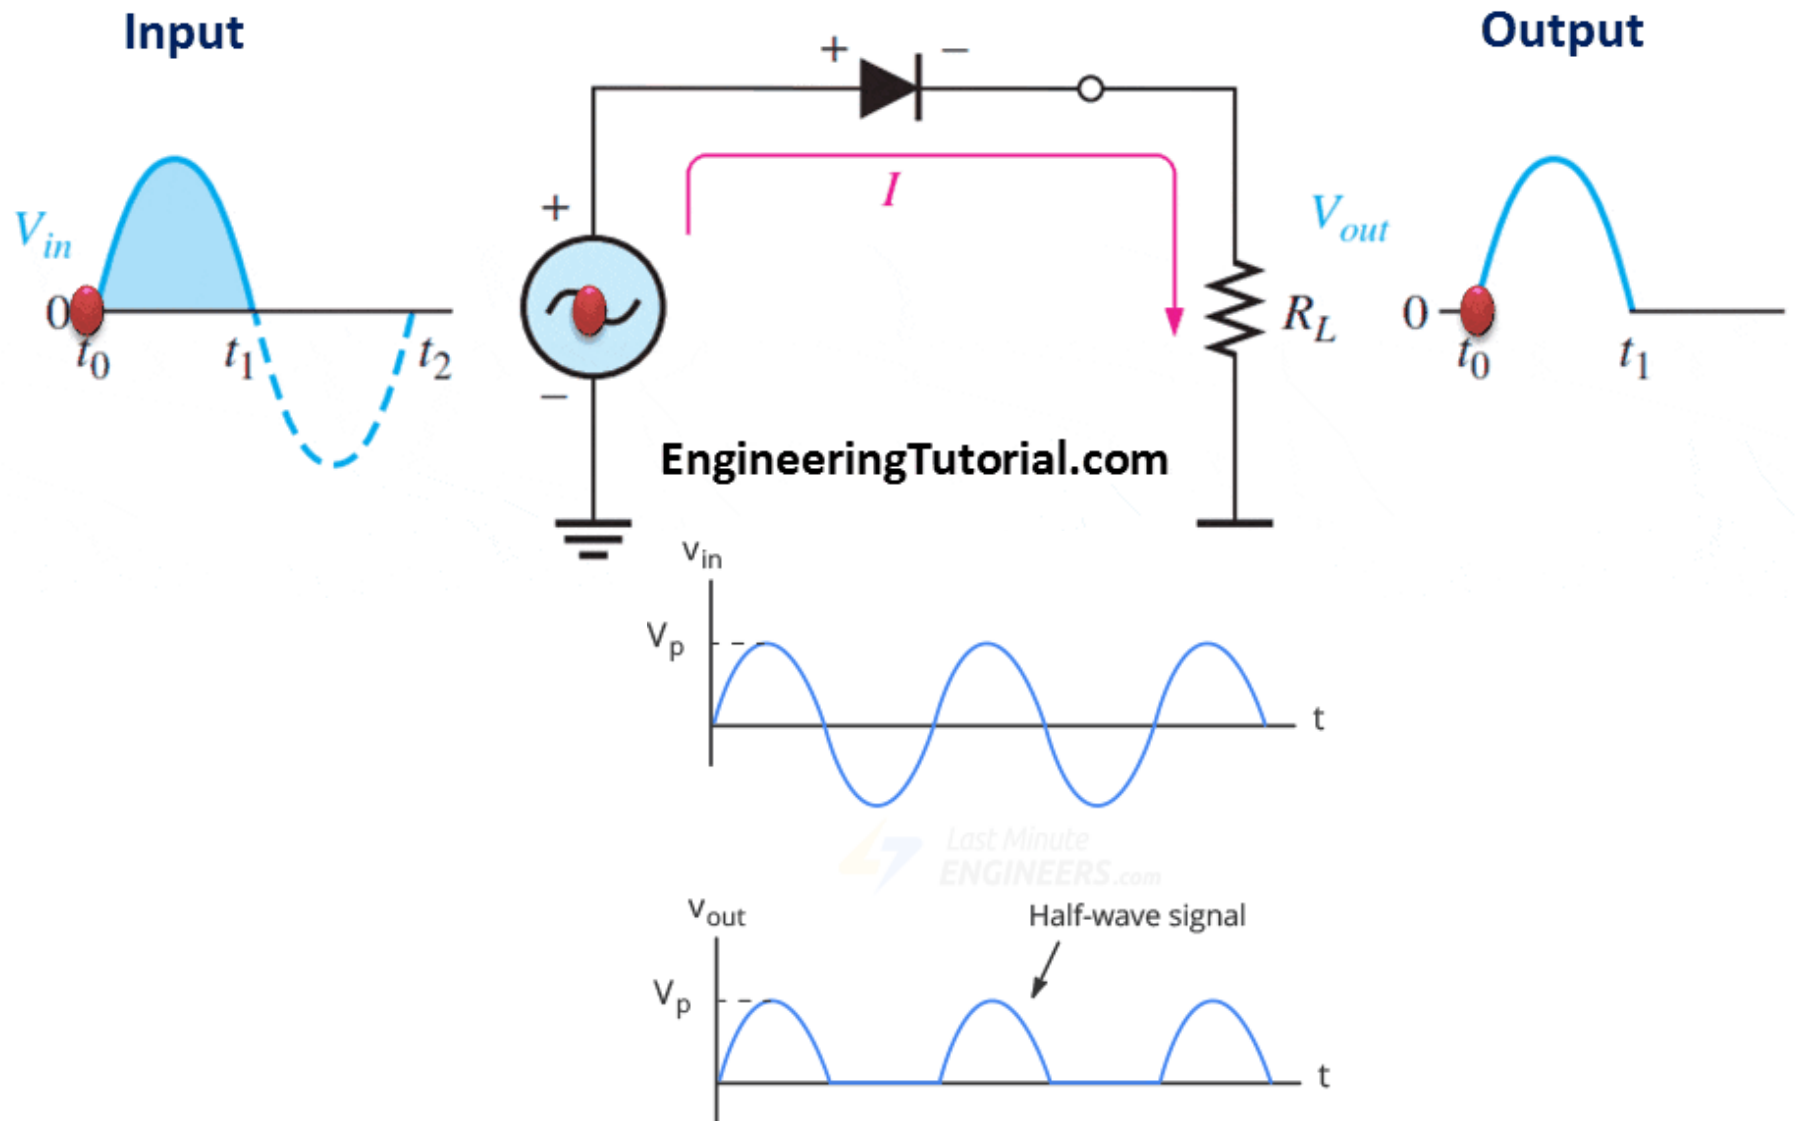 Input
Output
+ −
I
+
−
V_in
0
t_0
t_1
t_2
R_L
V_out
0
t_0
t_1
EngineeringTutorial.com
v_in
V_p
t
Last Minute
ENGINEERS.com
v_out
Half-wave signal
V_p
t